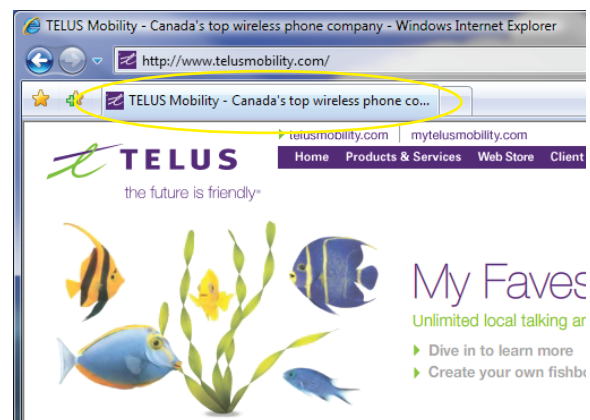 TELUS Mobility - Canada's top wireless phone company - Windows Internet Explorer
http://www.telusmobility.com/
TELUS Mobility - Canada's top wireless phone co...
telusmobility.com | mytelusmobility.com
TELUS
Home Products & Services Web Store Client
the future is friendly
My Faves
Unlimited local talking an
Dive in to learn more
Create your own fishbo